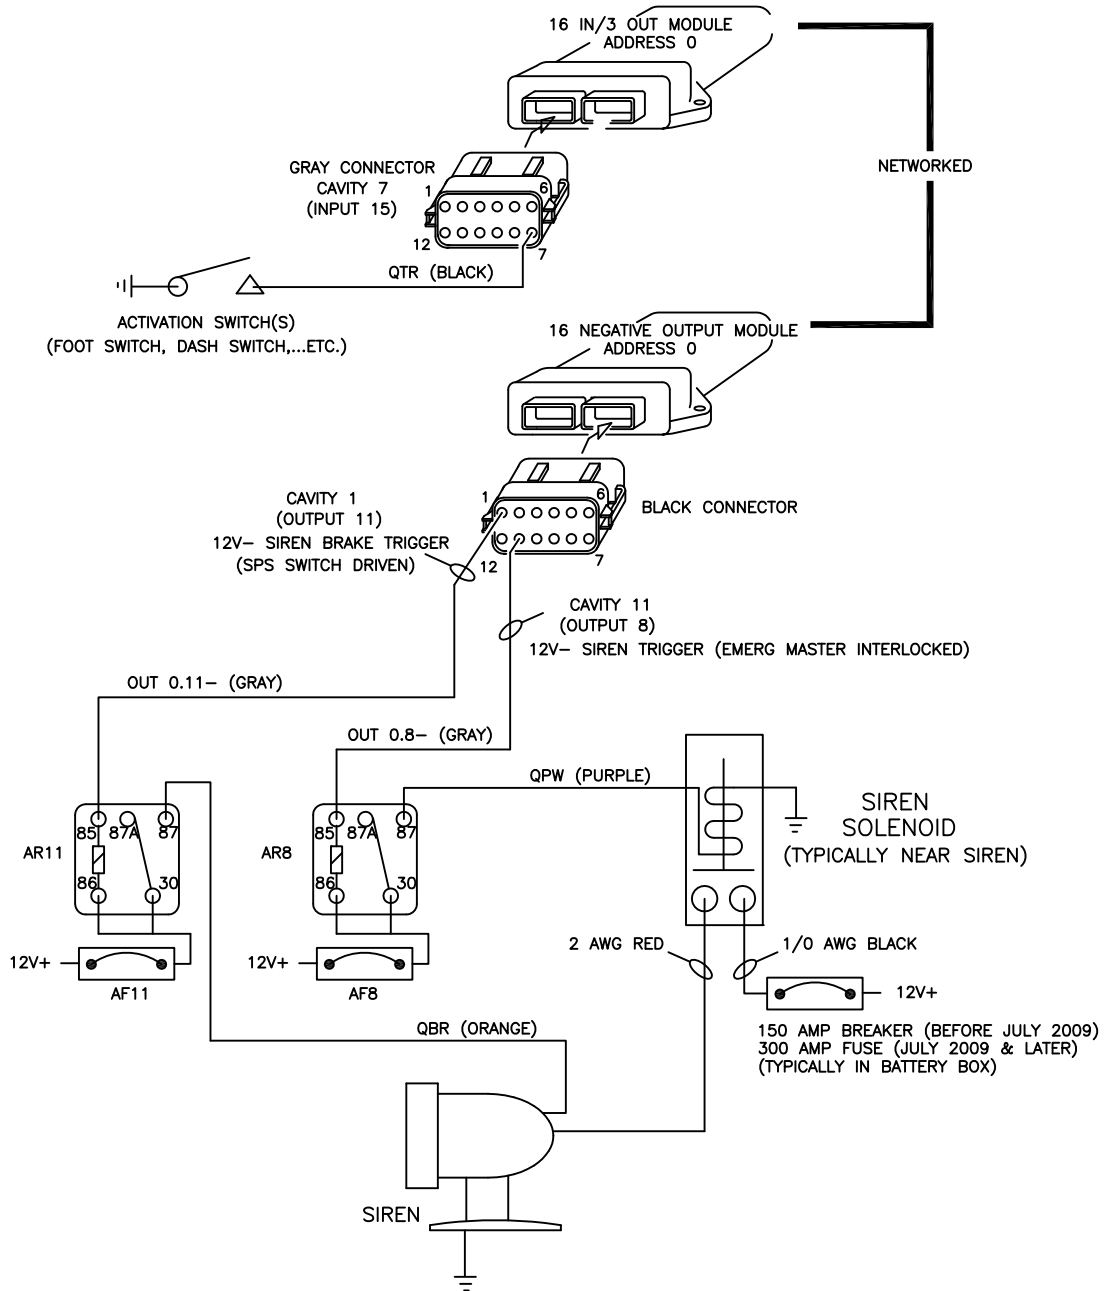 16 IN/3 OUT MODULE
ADDRESS 0
NETWORKED
GRAY CONNECTOR
CAVITY 7
(INPUT 15)
1
6
12
7
QTR (BLACK)
ACTIVATION SWITCH(S)
(FOOT SWITCH, DASH SWITCH,...ETC.)
16 NEGATIVE OUTPUT MODULE
ADDRESS 0
CAVITY 1
(OUTPUT 11)
12V- SIREN BRAKE TRIGGER
(SPS SWITCH DRIVEN)
1
6
12
7
BLACK CONNECTOR
CAVITY 11
(OUTPUT 8)
12V- SIREN TRIGGER (EMERG MASTER INTERLOCKED)
OUT 0.11- (GRAY)
OUT 0.8- (GRAY)
QPW (PURPLE)
AR11
85
87A
87
86
30
AR8
85
87A
87
86
30
SIREN
SOLENOID
(TYPICALLY NEAR SIREN)
12V+
AF11
12V+
AF8
2 AWG RED
1/0 AWG BLACK
12V+
150 AMP BREAKER (BEFORE JULY 2009)
300 AMP FUSE (JULY 2009 & LATER)
(TYPICALLY IN BATTERY BOX)
QBR (ORANGE)
SIREN